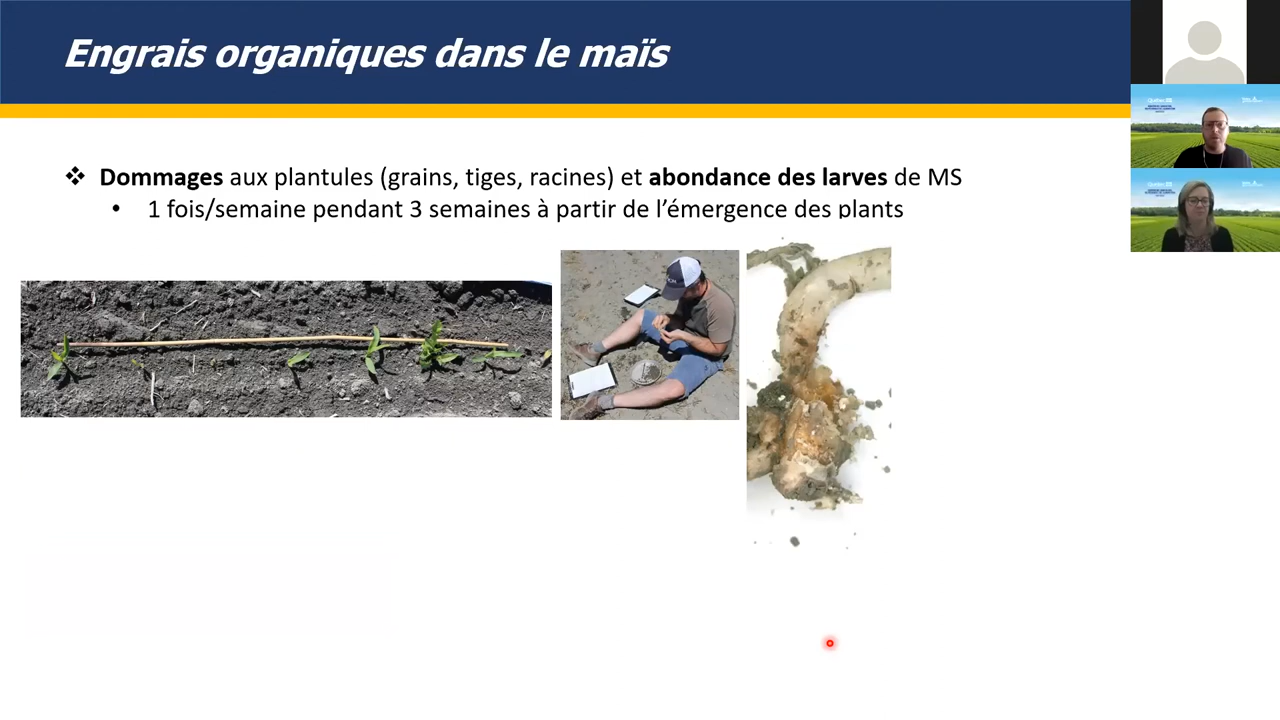 Engrais organiques dans le maïs
❖ Dommages aux plantules (grains, tiges, racines) et abondance des larves de MS
• 1 fois/semaine pendant 3 semaines à partir de l'émergence des plants